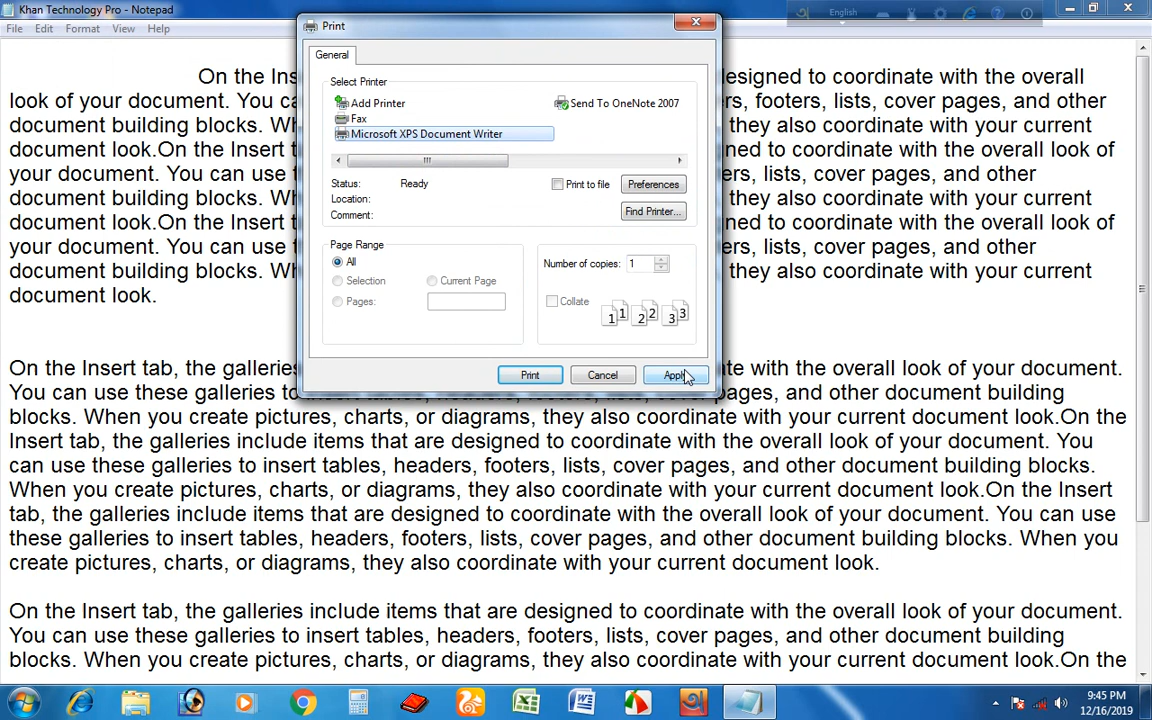 Khan Technology Pro - Notepad
English
File Edit Format View Help
Print
General
Select Printer
Add Printer
Send To OneNote 2007
Fax
Microsoft XPS Document Writer
Status: Ready
Print to file
Preferences
Location:
Comment:
Find Printer...
Page Range
All
Number of copies: 1
Selection
Current Page
Pages:
Collate
1 1 2 2 3 3
Print
Cancel
On the Ins
designed to coordinate with the overall
look of your document. You ca
rs, footers, lists, cover pages, and other
document building blocks. Wh
they also coordinate with your current
document look.On the Insert t
ned to coordinate with the overall look of
your document. You can use t
s, lists, cover pages, and other
document building blocks. Wh
they also coordinate with your current
document look.On the Insert t
ned to coordinate with the overall look of
your document. You can use t
s, lists, cover pages, and other
document building blocks. Wh
they also coordinate with your current
document look.
On the Insert tab, the galleries
ate with the overall look of your document.
You can use these galleries to insert tables, headers, footers, lists, cover pages, and other document building
blocks. When you create pictures, charts, or diagrams, they also coordinate with your current document look.On the
Insert tab, the galleries include items that are designed to coordinate with the overall look of your document. You
can use these galleries to insert tables, headers, footers, lists, cover pages, and other document building blocks.
When you create pictures, charts, or diagrams, they also coordinate with your current document look.On the Insert
tab, the galleries include items that are designed to coordinate with the overall look of your document. You can use
these galleries to insert tables, headers, footers, lists, cover pages, and other document building blocks. When you
create pictures, charts, or diagrams, they also coordinate with your current document look.
On the Insert tab, the galleries include items that are designed to coordinate with the overall look of your document.
You can use these galleries to insert tables, headers, footers, lists, cover pages, and other document building
blocks. When you create pictures, charts, or diagrams, they also coordinate with your current document look.On the
9:45 PM
12/16/2019